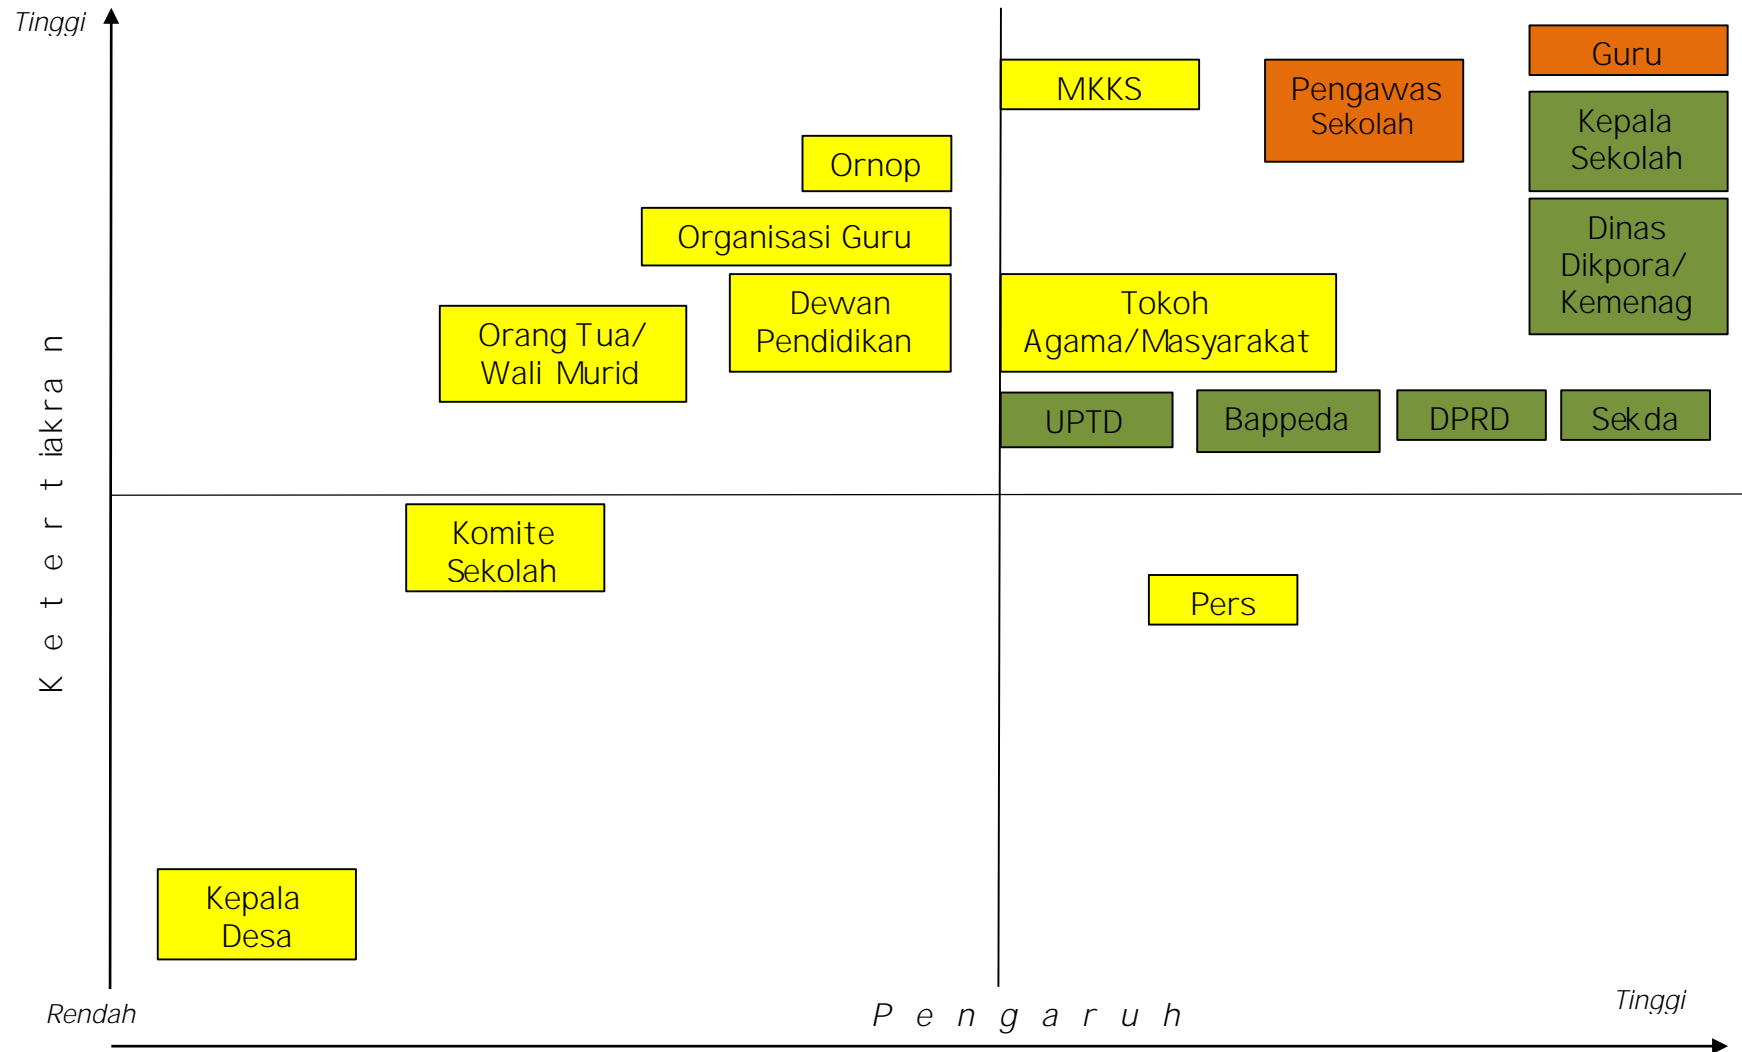 Tinggi
Guru
MKKS
Pengawas
Sekolah
Kepala
Sekolah
Ornop
Organisasi Guru
Dinas
Dikpora/
Kemenag
Dewan
Pendidikan
Tokoh
Agama/Masyarakat
Orang Tua/
Wali Murid
UPTD
Bappeda
DPRD
Sekda
K e t e r t iakra n
Komite
Sekolah
Pers
Kepala
Desa
Rendah
P e n g a r u h
Tinggi